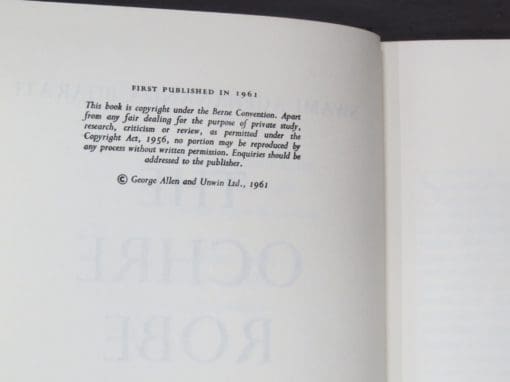 FIRST PUBLISHED IN 1961
This book is copyright under the Berne Convention. Apart
from any fair dealing for the purpose of private study,
research, criticism or review, as permitted under the
Copyright Act, 1956, no portion may be reproduced by
any process without written permission. Enquiries should be
addressed to the publisher.
© George Allen and Unwin Ltd., 1961
THE
OCHRE
ROBE